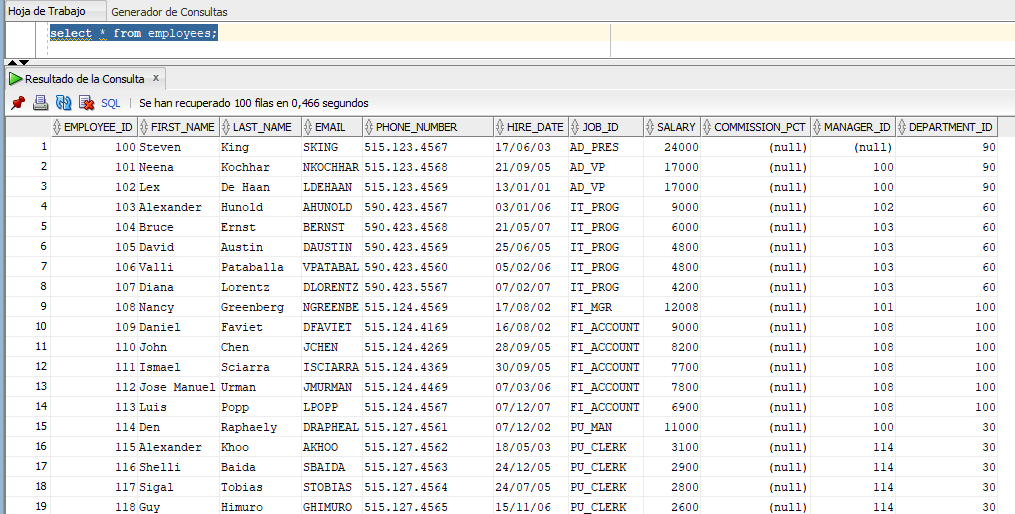 Hoja de Trabajo Generador de Consultas
select * from employees;
Resultado de la Consulta x
SQL | Se han recuperado 100 filas en 0,466 segundos
EMPLOYEE_ID FIRST_NAME LAST_NAME EMAIL PHONE_NUMBER HIRE_DATE JOB_ID SALARY COMMISSION_PCT MANAGER_ID DEPARTMENT_ID
1 100 Steven King SKING 515.123.4567 17/06/03 AD_PRES 24000 (null) (null) 90
2 101 Neena Kochhar NKOCHHAR 515.123.4568 21/09/05 AD_VP 17000 (null) 100 90
3 102 Lex De Haan LDEHAAN 515.123.4569 13/01/01 AD_VP 17000 (null) 100 90
4 103 Alexander Hunold AHUNOLD 590.423.4567 03/01/06 IT_PROG 9000 (null) 102 60
5 104 Bruce Ernst BERNST 590.423.4568 21/05/07 IT_PROG 6000 (null) 103 60
6 105 David Austin DAUSTIN 590.423.4569 25/06/05 IT_PROG 4800 (null) 103 60
7 106 Valli Pataballa VPATABAL 590.423.4560 05/02/06 IT_PROG 4800 (null) 103 60
8 107 Diana Lorentz DLORENTZ 590.423.5567 07/02/07 IT_PROG 4200 (null) 103 60
9 108 Nancy Greenberg NGREENBE 515.124.4569 17/08/02 FI_MGR 12008 (null) 101 100
10 109 Daniel Faviet DFAVIET 515.124.4169 16/08/02 FI_ACCOUNT 9000 (null) 108 100
11 110 John Chen JCHEN 515.124.4269 28/09/05 FI_ACCOUNT 8200 (null) 108 100
12 111 Ismael Sciarra ISCIARRA 515.124.4369 30/09/05 FI_ACCOUNT 7700 (null) 108 100
13 112 Jose Manuel Urman JMURMAN 515.124.4469 07/03/06 FI_ACCOUNT 7800 (null) 108 100
14 113 Luis Popp LPOPP 515.124.4567 07/12/07 FI_ACCOUNT 6900 (null) 108 100
15 114 Den Raphaely DRAPHEAL 515.127.4561 07/12/02 PU_MAN 11000 (null) 100 30
16 115 Alexander Khoo AKHOO 515.127.4562 18/05/03 PU_CLERK 3100 (null) 114 30
17 116 Shelli Baida SBAIDA 515.127.4563 24/12/05 PU_CLERK 2900 (null) 114 30
18 117 Sigal Tobias STOBIAS 515.127.4564 24/07/05 PU_CLERK 2800 (null) 114 30
19 118 Guy Himuro GHIMURO 515.127.4565 15/11/06 PU_CLERK 2600 (null) 114 30